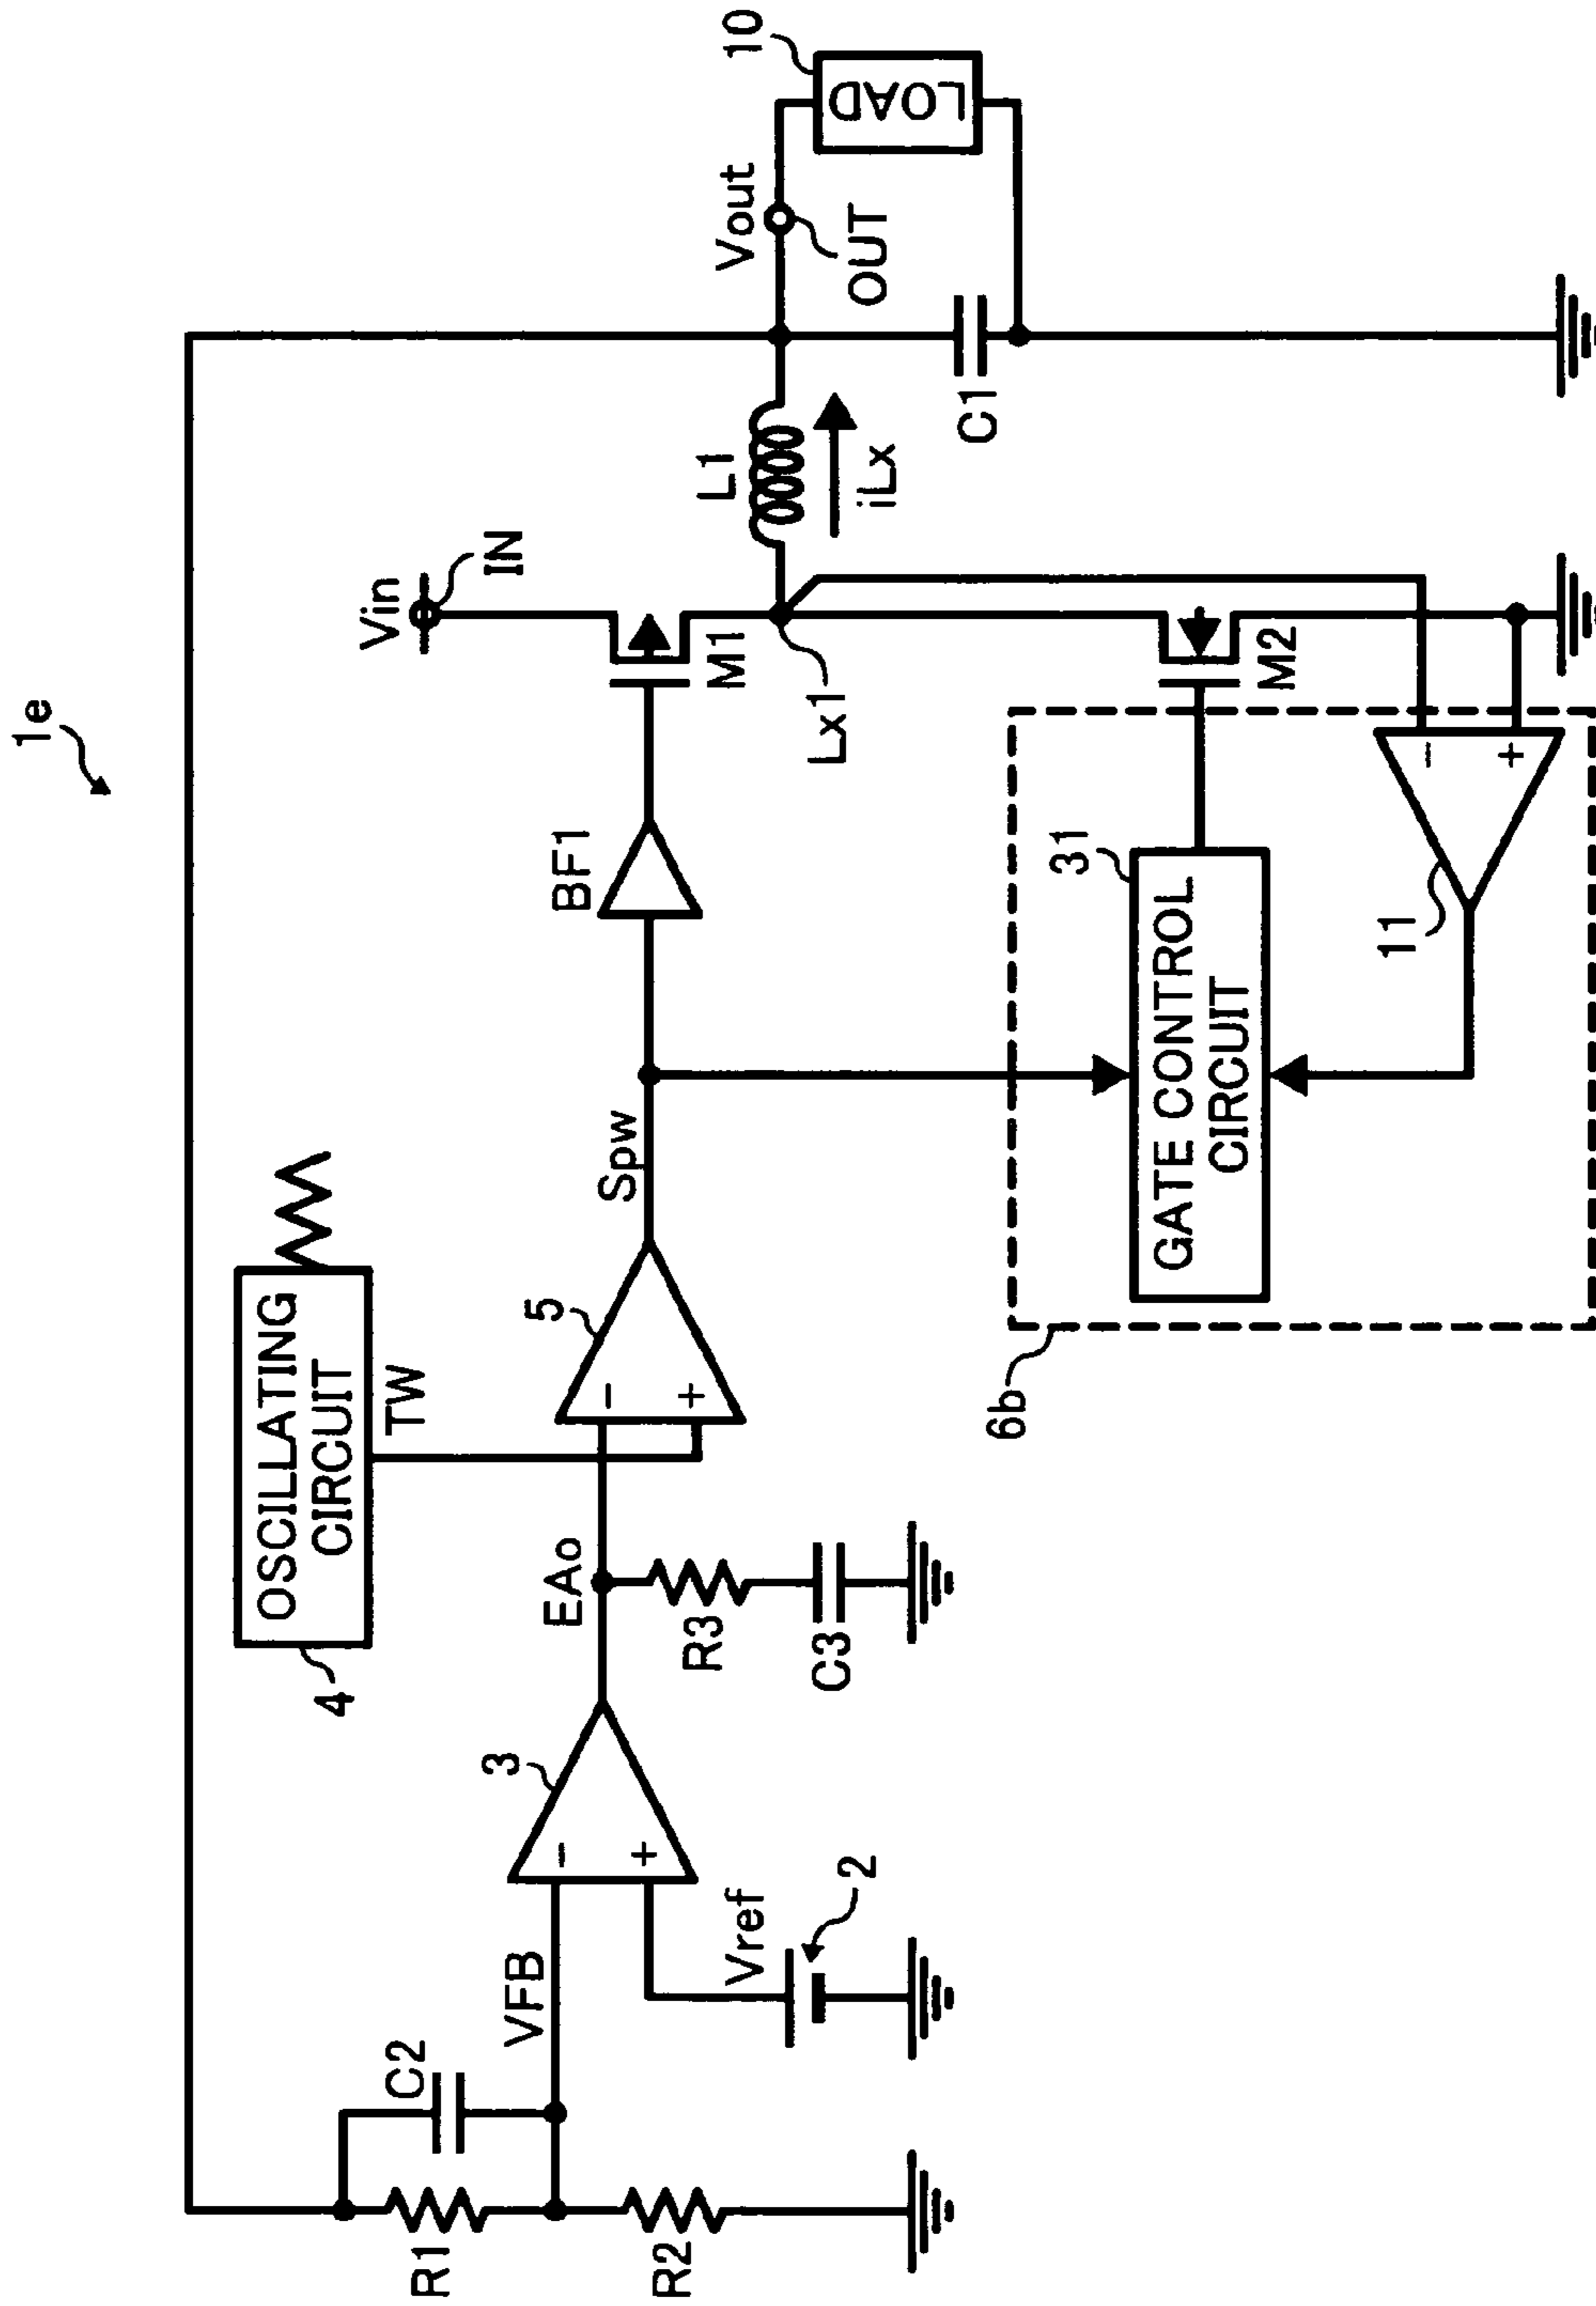 1e
Vin
IN
OSCILLATING
CIRCUIT
4
TW
C2
R1
R2
VFB
3
-
+
Vref
2
EAo
R3
C3
5
-
+
Spw
BF1
M1
Lx1
L1
iLx
Vout
OUT
10
LOAD
C1
6b
31
GATE CONTROL
CIRCUIT
M2
11
-
+